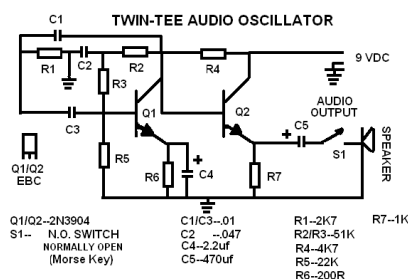 TWIN-TEE AUDIO OSCILLATOR
C1
R1
C2
R2
R4
9 VDC
R3
Q1
Q2
C3
C5
AUDIO
OUTPUT
S1
SPEAKER
Q1/Q2
EBC
R5
R6
C4
R7
Q1/Q2--2N3904
S1-- N.O. SWITCH
NORMALLY OPEN
(Morse Key)
C1/C3--.01
C2 --.047
C4--2.2uf
C5--470uf
R1--2K7
R2/R3--51K
R4--4K7
R5--22K
R6--200R
R7--1K
+
+